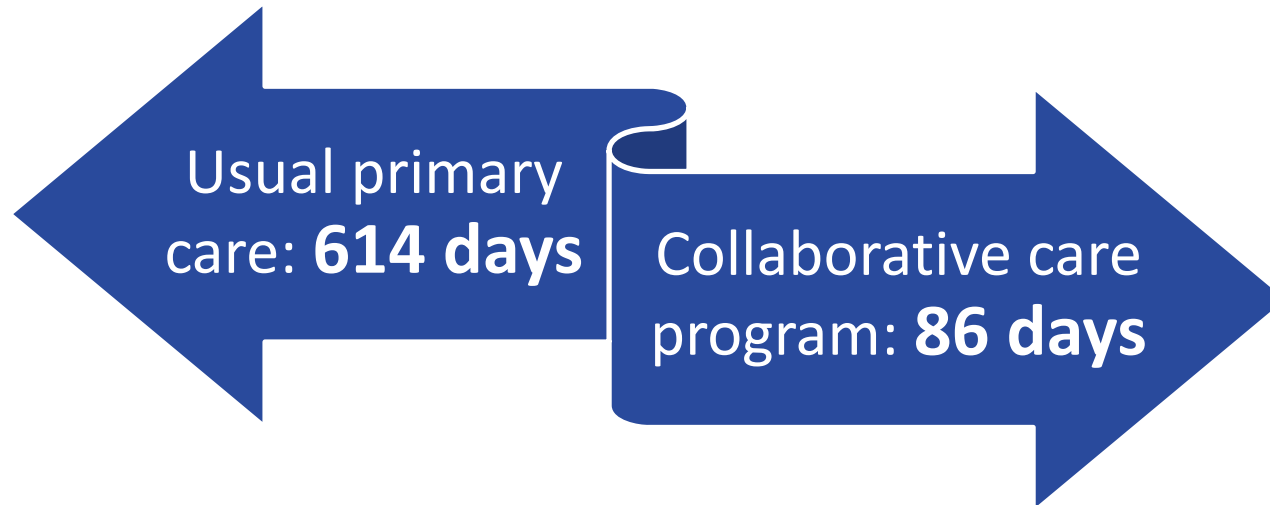 Usual primary
care: 614 days
Collaborative care
program: 86 days